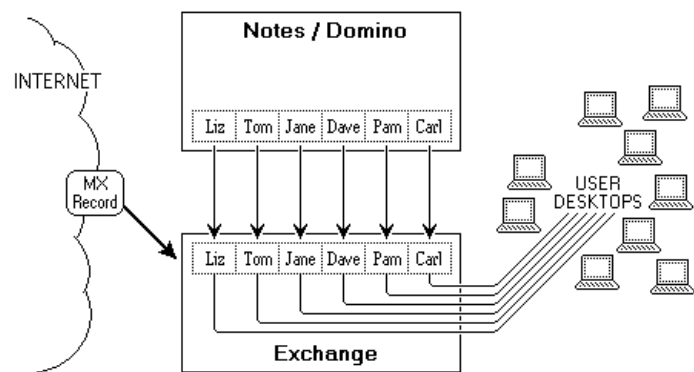 Notes / Domino
INTERNET
Liz Tom Jane Dave Pam Carl
MX
Record
USER
DESKTOPS
Liz Tom Jane Dave Pam Carl
Exchange